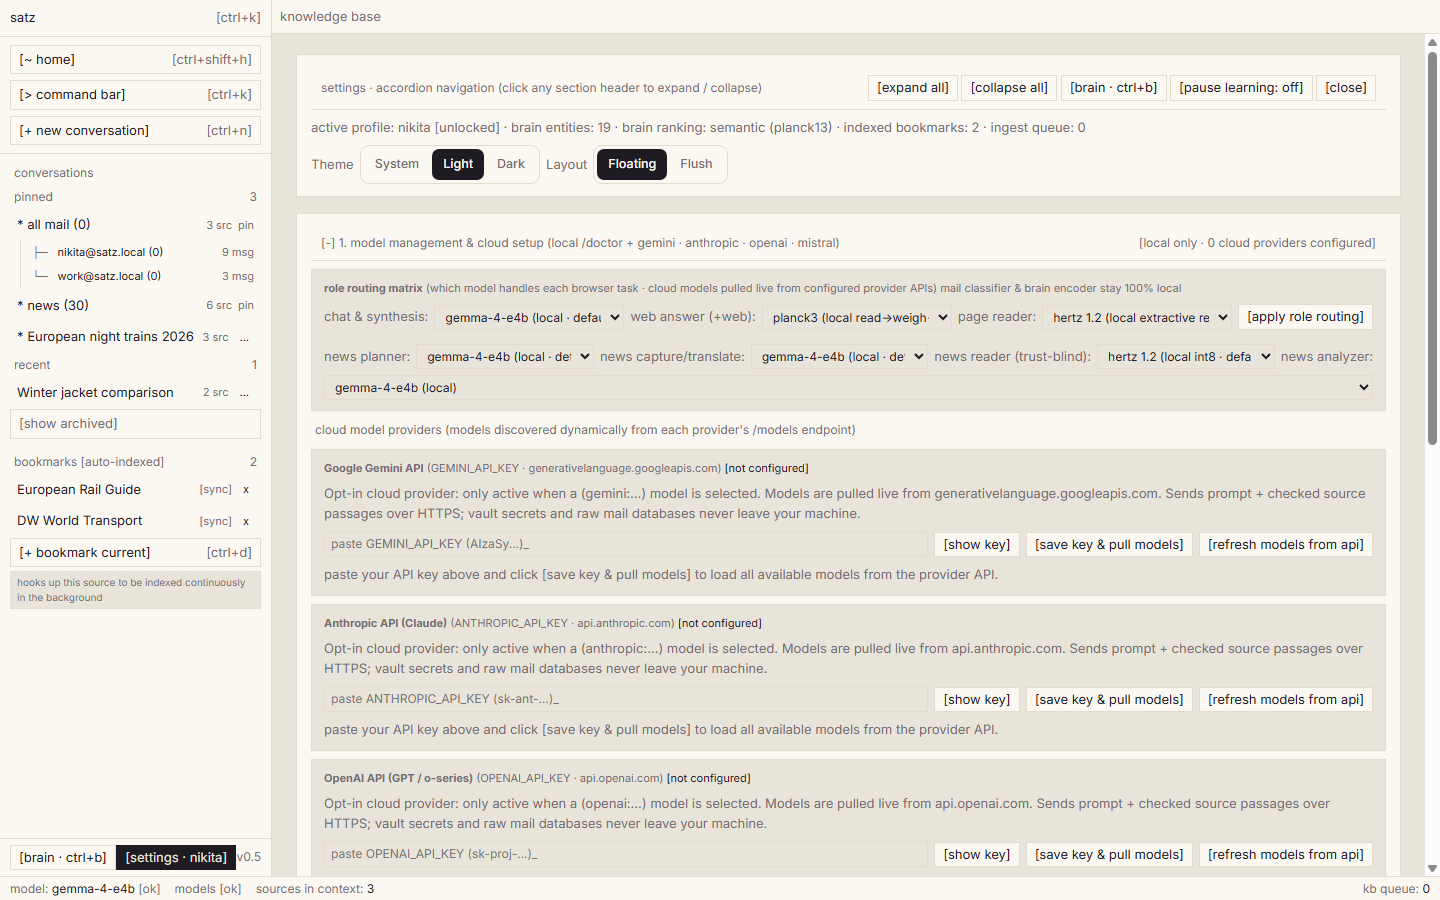 satz [ctrl+k]
[~ home] [ctrl+shift+h]
[> command bar] [ctrl+k]
[+ new conversation] [ctrl+n]
conversations
pinned 3
* all mail (0) 3 src pin
├─ nikita@satz.local (0) 9 msg
└─ work@satz.local (0) 3 msg
* news (30) 6 src pin
* European night trains 2026 3 src ...
recent 1
Winter jacket comparison 2 src ...
[show archived]
bookmarks [auto-indexed] 2
European Rail Guide [sync] x
DW World Transport [sync] x
[+ bookmark current] [ctrl+d]
hooks up this source to be indexed continuously
in the background
[brain · ctrl+b] [settings · nikita] v0.5
knowledge base
settings · accordion navigation (click any section header to expand / collapse) [expand all] [collapse all] [brain · ctrl+b] [pause learning: off] [close]
active profile: nikita [unlocked] · brain entities: 19 · brain ranking: semantic (planck13) · indexed bookmarks: 2 · ingest queue: 0
Theme System Light Dark Layout Floating Flush
[-] 1. model management & cloud setup (local /doctor + gemini · anthropic · openai · mistral) [local only · 0 cloud providers configured]
role routing matrix (which model handles each browser task · cloud models pulled live from configured provider APIs) mail classifier & brain encoder stay 100% local
chat & synthesis: gemma-4-e4b (local · defau web answer (+web): planck3 (local read→weigh· page reader: hertz 1.2 (local extractive re [apply role routing]
news planner: gemma-4-e4b (local · def news capture/translate: gemma-4-e4b (local · de· news reader (trust-blind): hertz 1.2 (local int8 · defa news analyzer:
gemma-4-e4b (local)
cloud model providers (models discovered dynamically from each provider's /models endpoint)
Google Gemini API (GEMINI_API_KEY · generativelanguage.googleapis.com) [not configured]
Opt-in cloud provider: only active when a (gemini:...) model is selected. Models are pulled live from generativelanguage.googleapis.com. Sends prompt + checked source
passages over HTTPS; vault secrets and raw mail databases never leave your machine.
paste GEMINI_API_KEY (AIzaSy...)_ [show key] [save key & pull models] [refresh models from api]
paste your API key above and click [save key & pull models] to load all available models from the provider API.
Anthropic API (Claude) (ANTHROPIC_API_KEY · api.anthropic.com) [not configured]
Opt-in cloud provider: only active when a (anthropic:...) model is selected. Models are pulled live from api.anthropic.com. Sends prompt + checked source passages over
HTTPS; vault secrets and raw mail databases never leave your machine.
paste ANTHROPIC_API_KEY (sk-ant-...)_ [show key] [save key & pull models] [refresh models from api]
paste your API key above and click [save key & pull models] to load all available models from the provider API.
OpenAI API (GPT / o-series) (OPENAI_API_KEY · api.openai.com) [not configured]
Opt-in cloud provider: only active when a (openai:...) model is selected. Models are pulled live from api.openai.com. Sends prompt + checked source passages over
HTTPS; vault secrets and raw mail databases never leave your machine.
paste OPENAI_API_KEY (sk-proj-...)_ [show key] [save key & pull models] [refresh models from api]
model: gemma-4-e4b [ok] models [ok] sources in context: 3 kb queue: 0